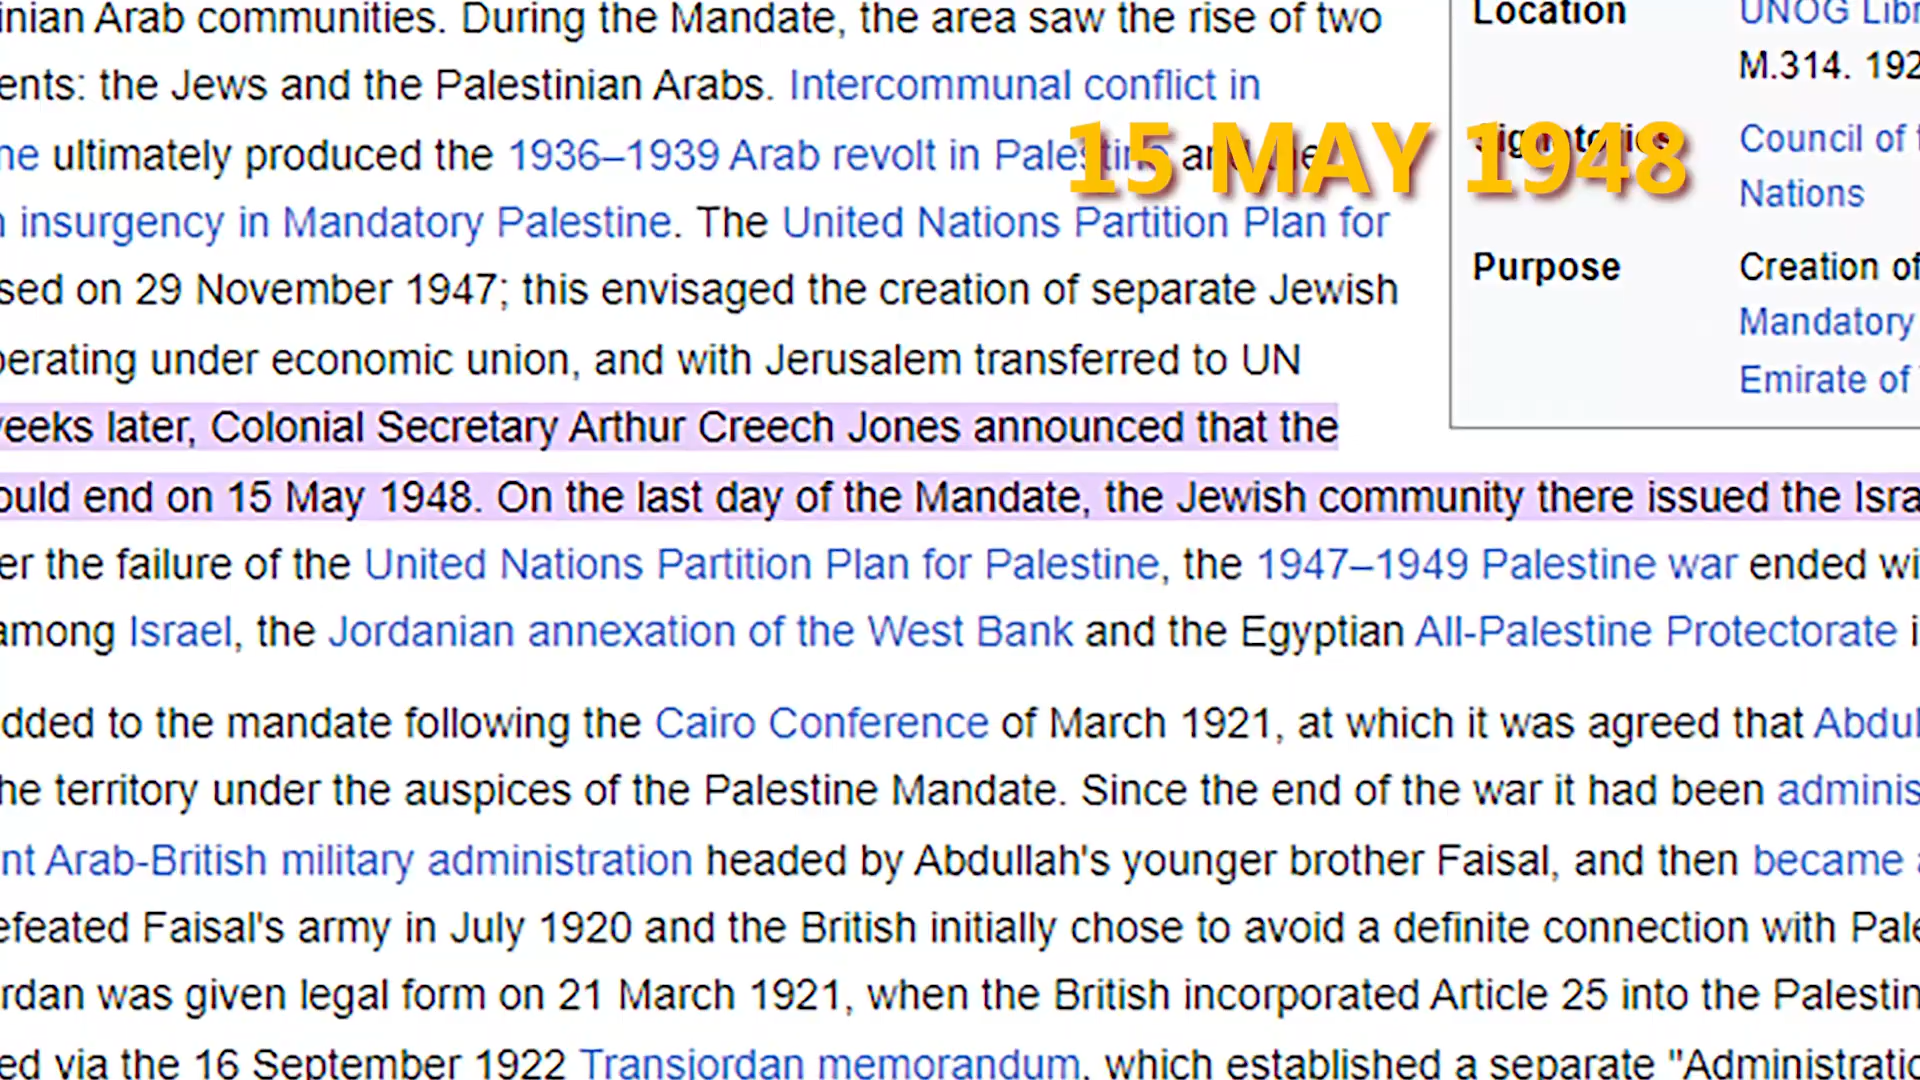 inian Arab communities. During the Mandate, the area saw the rise of two
ents: the Jews and the Palestinian Arabs. Intercommunal conflict in
ne ultimately produced the 1936–1939 Arab revolt in Palestine and the
n insurgency in Mandatory Palestine. The United Nations Partition Plan for
sed on 29 November 1947; this envisaged the creation of separate Jewish
perating under economic union, and with Jerusalem transferred to UN
veeks later, Colonial Secretary Arthur Creech Jones announced that the
ould end on 15 May 1948. On the last day of the Mandate, the Jewish community there issued the Isra
er the failure of the United Nations Partition Plan for Palestine, the 1947–1949 Palestine war ended wi
among Israel, the Jordanian annexation of the West Bank and the Egyptian All-Palestine Protectorate i
dded to the mandate following the Cairo Conference of March 1921, at which it was agreed that Abdul
he territory under the auspices of the Palestine Mandate. Since the end of the war it had been adminis
nt Arab-British military administration headed by Abdullah's younger brother Faisal, and then became a
efeated Faisal's army in July 1920 and the British initially chose to avoid a definite connection with Pale
rdan was given legal form on 21 March 1921, when the British incorporated Article 25 into the Palestin
ed via the 16 September 1922 Transjordan memorandum, which established a separate "Administratio
Location UNOG Libr
M.314. 192
Signatories Council of t
Nations
Purpose Creation of
Mandatory
Emirate of T
15 MAY 1948